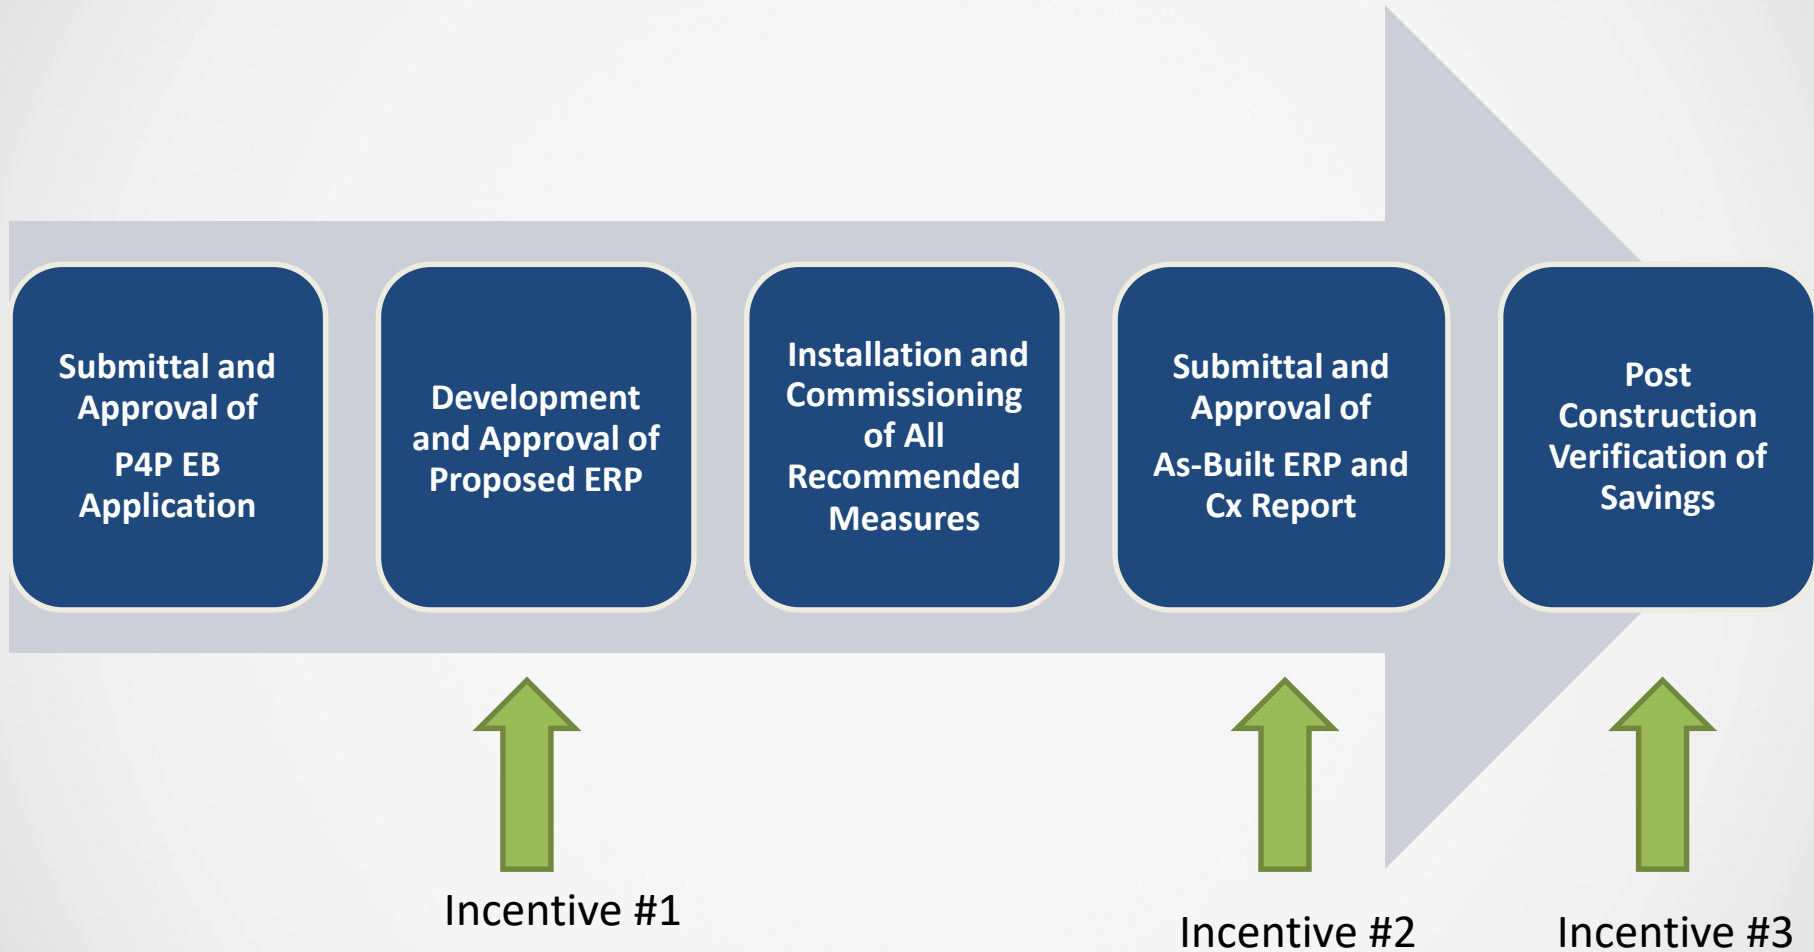 Submittal and
Approval of
P4P EB
Application
Development
and Approval of
Proposed ERP
Installation and
Commissioning
of All
Recommended
Measures
Submittal and
Approval of
As-Built ERP and
Cx Report
Post
Construction
Verification of
Savings
Incentive #1
Incentive #2
Incentive #3